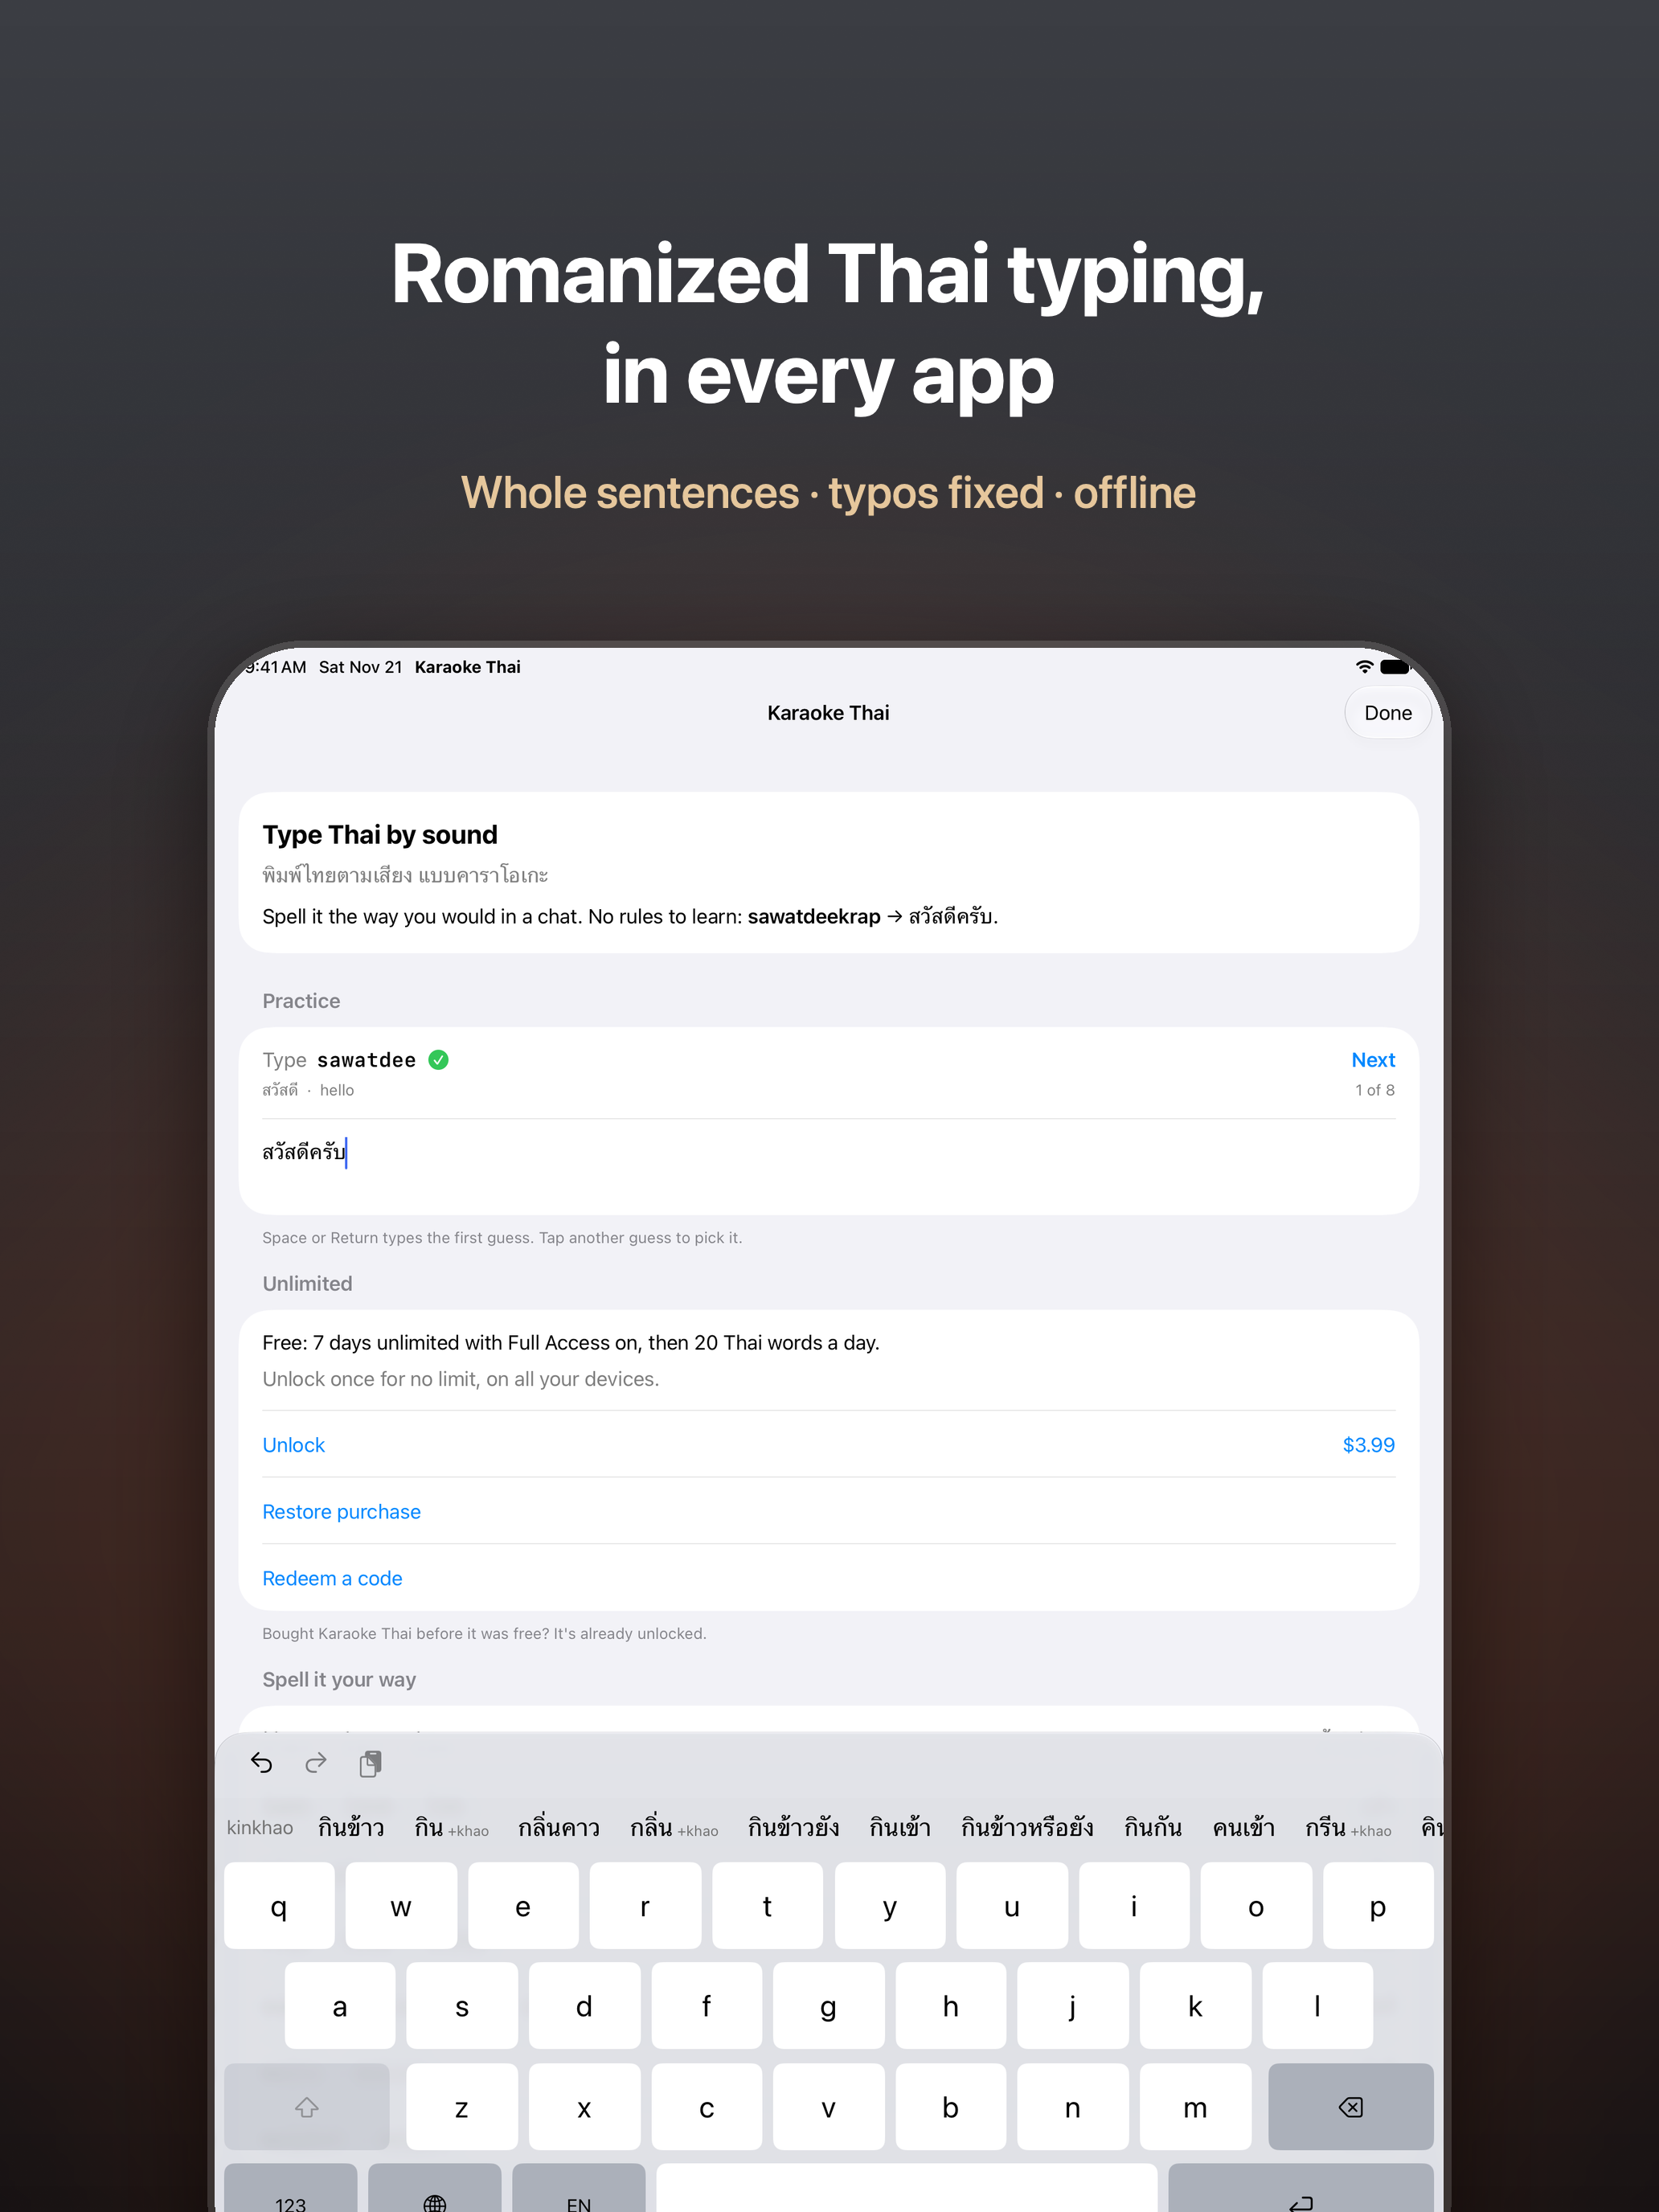 Romanized Thai typing,
in every app
Whole sentences · typos fixed · offline
9:41 AM Sat Nov 21 Karaoke Thai
Karaoke Thai
Done
Type Thai by sound
พิมพ์ไทยตามเสียง แบบคาราโอเกะ
Spell it the way you would in a chat. No rules to learn: sawatdeekrap → สวัสดีครับ.
Practice
Type sawatdee
Next
สวัสดี · hello
1 of 8
สวัสดีครับ
Space or Return types the first guess. Tap another guess to pick it.
Unlimited
Free: 7 days unlimited with Full Access on, then 20 Thai words a day.
Unlock once for no limit, on all your devices.
Unlock $3.99
Restore purchase
Redeem a code
Bought Karaoke Thai before it was free? It's already unlocked.
Spell it your way
kinkhao กินข้าว กิน +khao กลิ่นคาว กลิ่น +khao กินข้าวยัง กินเข้า กินข้าวหรือยัง กินกัน คนเข้า กรีน +khao
q w e r t y u i o p
a s d f g h j k l
z x c v b n m
123 EN